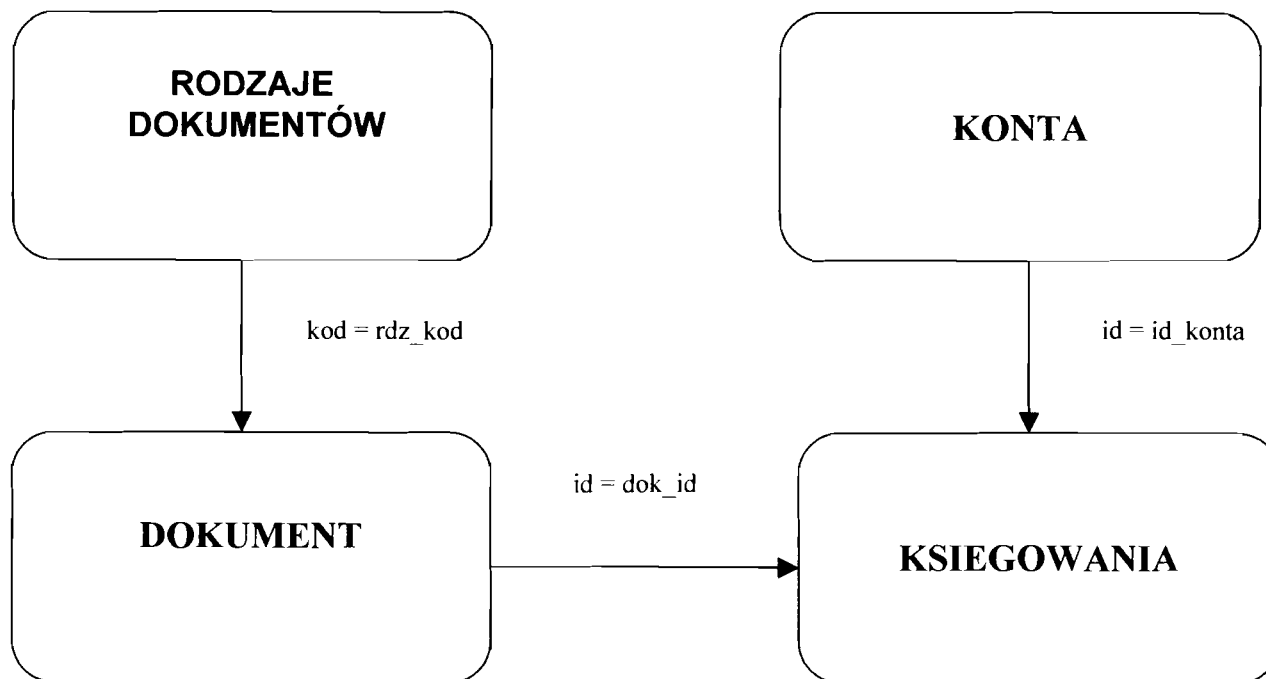 RODZAJE
DOKUMENTÓW
KONTA
kod = rdz_kod
id = id_konta
DOKUMENT
id = dok_id
KSIEGOWANIA